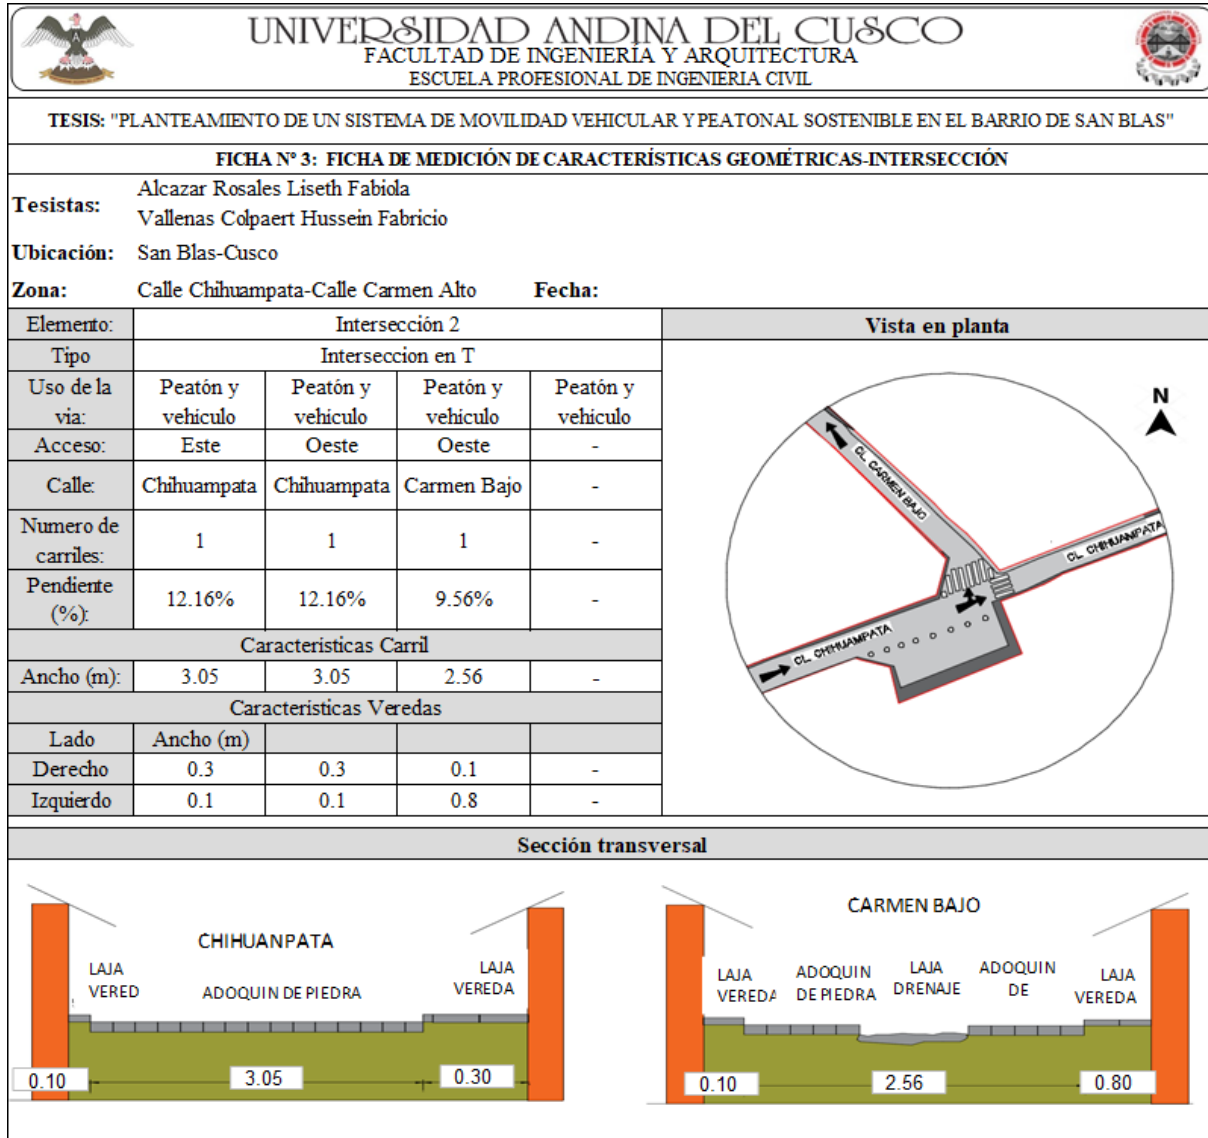 UNIVERSIDAD ANDINA DEL CUSCO
FACULTAD DE INGENIERÍA Y ARQUITECTURA
ESCUELA PROFESIONAL DE INGENIERIA CIVIL
TESIS: "PLANTEAMIENTO DE UN SISTEMA DE MOVILIDAD VEHICULAR Y PEATONAL SOSTENIBLE EN EL BARRIO DE SAN BLAS"
FICHA Nº 3: FICHA DE MEDICIÓN DE CARACTERÍSTICAS GEOMÉTRICAS-INTERSECCIÓN
Tesistas: Alcazar Rosales Liseth Fabiola
Vallenas Colpaert Hussein Fabricio
Ubicación: San Blas-Cusco
Zona: Calle Chihuampata-Calle Carmen Alto Fecha:
Elemento: Intersección 2
Tipo Interseccion en T
Uso de la via: Peatón y vehiculo Peatón y vehiculo Peatón y vehiculo Peatón y vehiculo
Acceso: Este Oeste Oeste -
Calle: Chihuampata Chihuampata Carmen Bajo -
Numero de carriles: 1 1 1 -
Pendiente (%): 12.16% 12.16% 9.56% -
Caracteristicas Carril
Ancho (m): 3.05 3.05 2.56 -
Caracteristicas Veredas
Lado Ancho (m)
Derecho 0.3 0.3 0.1 -
Izquierdo 0.1 0.1 0.8 -
Vista en planta
N
CL. CARMEN BAJO
CL. CHIHUAMPATA
CL. CHIHUAMPATA
Sección transversal
CHIHUANPATA
LAJA VERED
ADOQUIN DE PIEDRA
LAJA VEREDA
0.10 3.05 0.30
CARMEN BAJO
LAJA VEREDA
ADOQUIN DE PIEDRA
LAJA DRENAJE
ADOQUIN DE
LAJA VEREDA
0.10 2.56 0.80